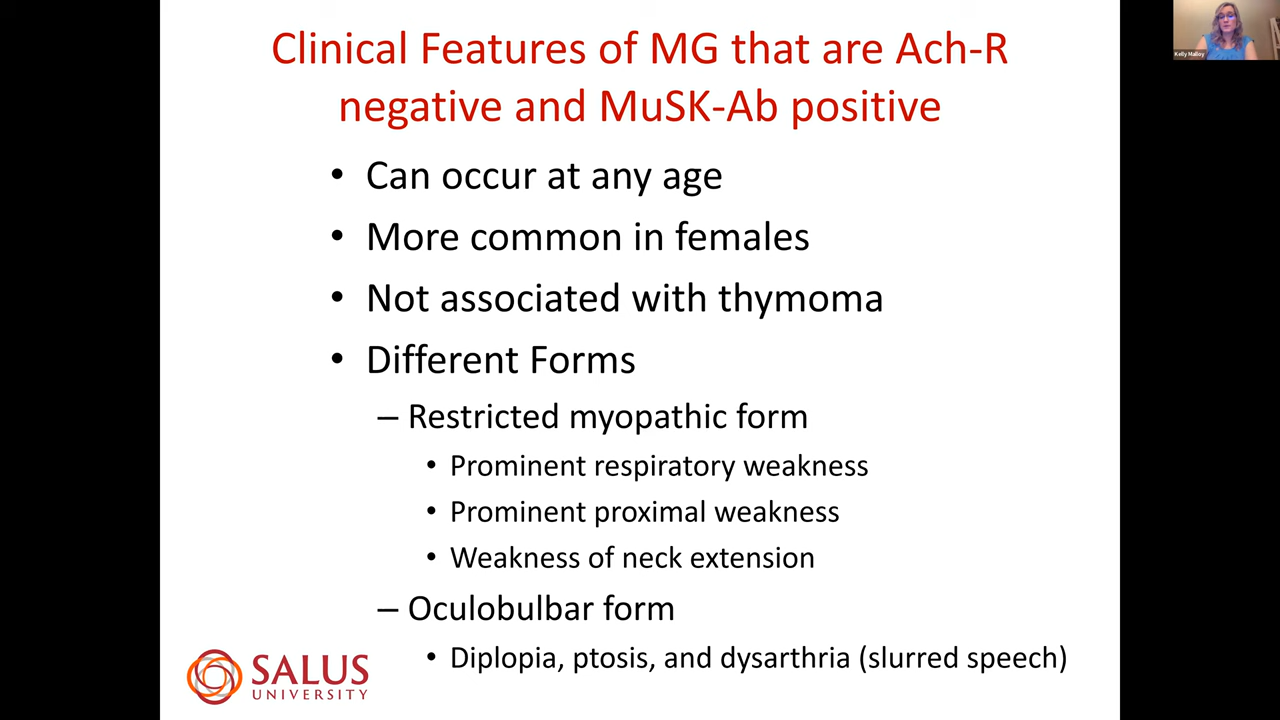 Clinical Features of MG that are Ach-R
negative and MuSK-Ab positive
• Can occur at any age
• More common in females
• Not associated with thymoma
• Different Forms
– Restricted myopathic form
• Prominent respiratory weakness
• Prominent proximal weakness
• Weakness of neck extension
– Oculobulbar form
• Diplopia, ptosis, and dysarthria (slurred speech)
SALUS
UNIVERSITY
Kelly Malloy